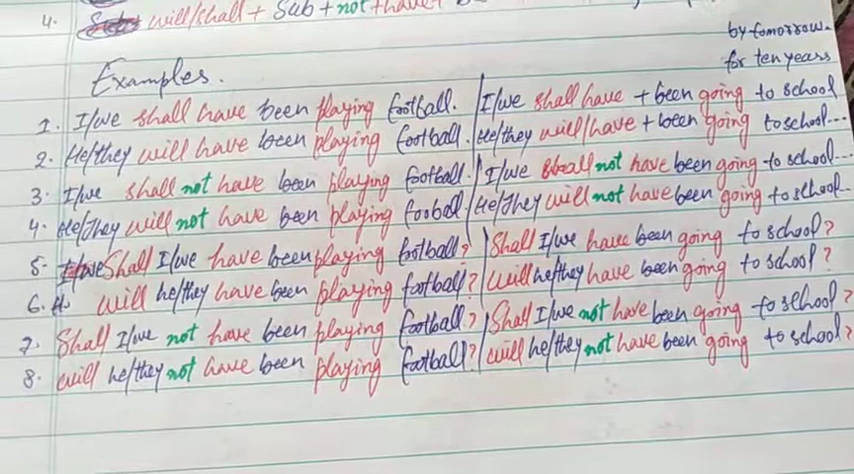 4. will/shall + Sub + not + have +
by tomorrow.
for ten years
Examples.
1. I/we shall have been playing football. I/we shall have + been going to school
2. He/they will have been playing football. He/they will/have + been going to school...
3. I/we shall not have been playing football. I/we shall not have been going to school...
4. He/they will not have been playing fooball. He/they will not have been going to school..
5. Shall I/we have been playing football? Shall I/we have been going to school?
6. will he/they have been playing football? will he/they have been going to school?
7. Shall I/we not have been playing football? Shall I/we not have been going to school?
8. will he/they not have been playing football? will he/they not have been going to school?